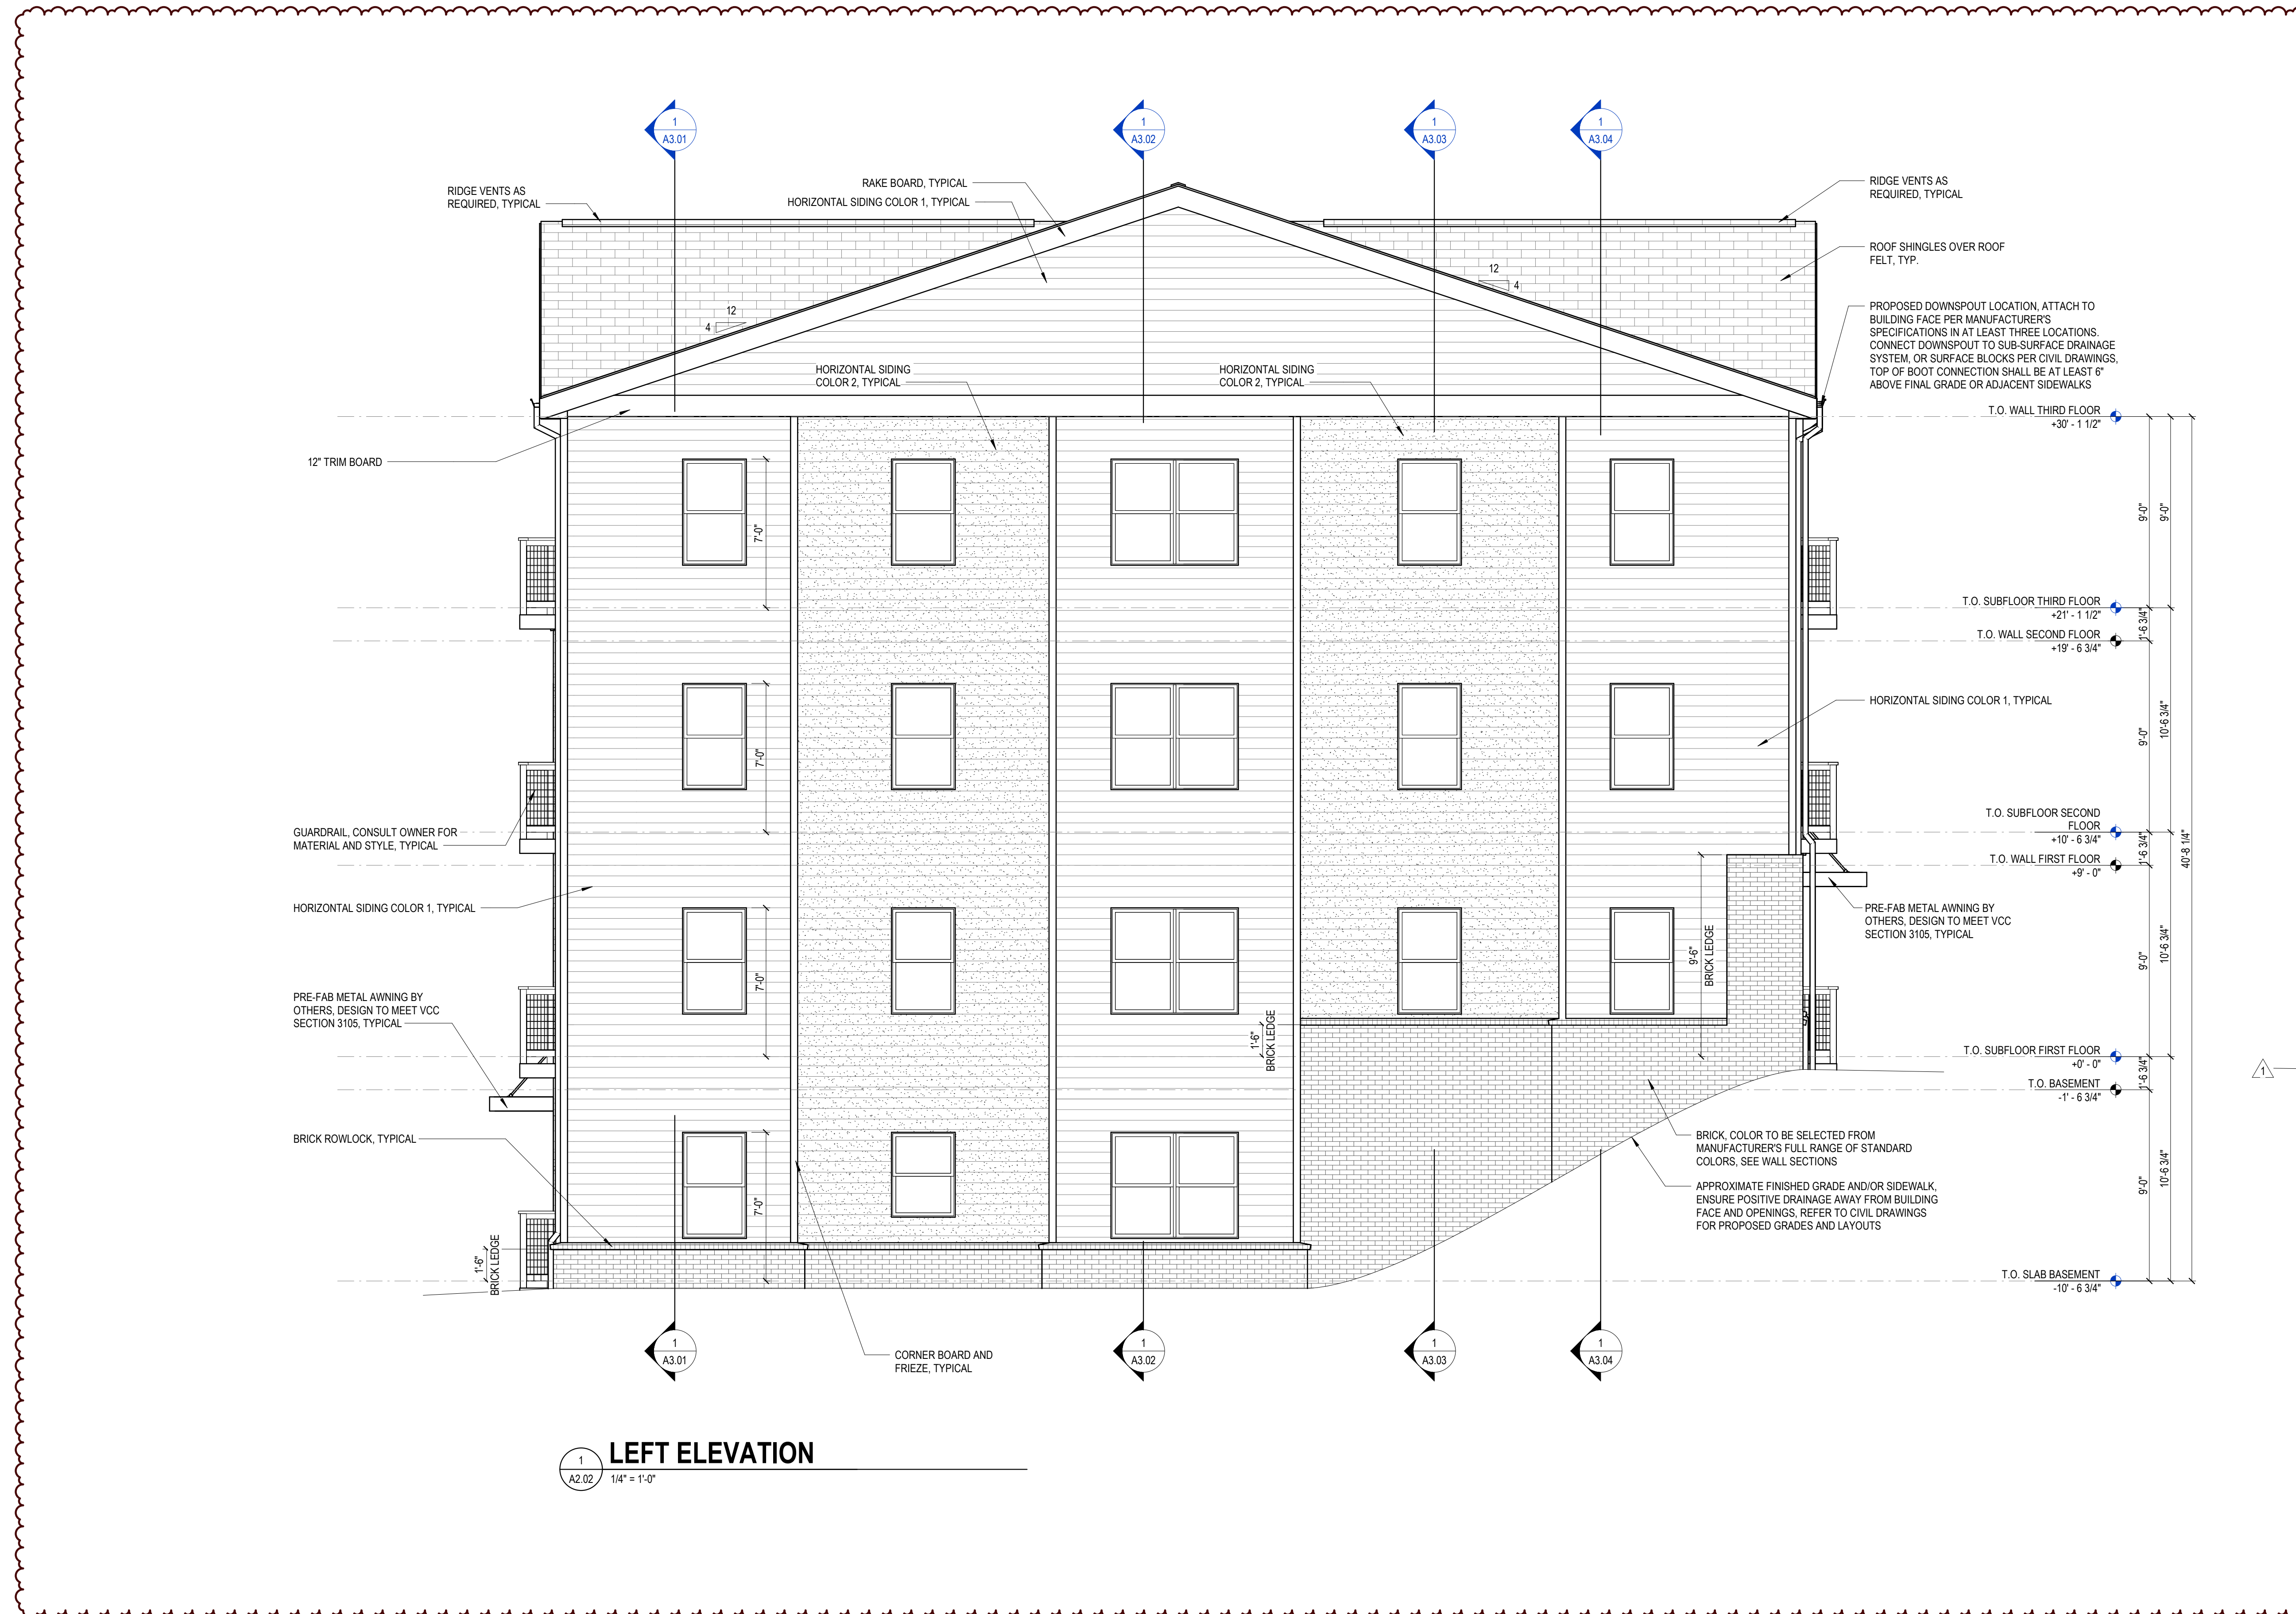 1
A3.01
1
A3.02
1
A3.03
1
A3.04
RIDGE VENTS AS
REQUIRED, TYPICAL
RAKE BOARD, TYPICAL
HORIZONTAL SIDING COLOR 1, TYPICAL
RIDGE VENTS AS
REQUIRED, TYPICAL
ROOF SHINGLES OVER ROOF
FELT, TYP.
12
4
12
4
PROPOSED DOWNSPOUT LOCATION, ATTACH TO
BUILDING FACE PER MANUFACTURER'S
SPECIFICATIONS IN AT LEAST THREE LOCATIONS.
CONNECT DOWNSPOUT TO SUB-SURFACE DRAINAGE
SYSTEM, OR SURFACE BLOCKS PER CIVIL DRAWINGS,
TOP OF BOOT CONNECTION SHALL BE AT LEAST 6"
ABOVE FINAL GRADE OR ADJACENT SIDEWALKS
HORIZONTAL SIDING
COLOR 2, TYPICAL
HORIZONTAL SIDING
COLOR 2, TYPICAL
T.O. WALL THIRD FLOOR
+30' - 1 1/2"
12" TRIM BOARD
7'-0"
9'-0"
9'-0"
T.O. SUBFLOOR THIRD FLOOR
+21' - 1 1/2"
1'-6 3/4"
T.O. WALL SECOND FLOOR
+19' - 6 3/4"
HORIZONTAL SIDING COLOR 1, TYPICAL
7'-0"
9'-0"
10'-6 3/4"
GUARDRAIL, CONSULT OWNER FOR
MATERIAL AND STYLE, TYPICAL
T.O. SUBFLOOR SECOND
FLOOR
+10' - 6 3/4"
1'-6 3/4"
40'-8 1/4"
T.O. WALL FIRST FLOOR
+9' - 0"
HORIZONTAL SIDING COLOR 1, TYPICAL
PRE-FAB METAL AWNING BY
OTHERS, DESIGN TO MEET VCC
SECTION 3105, TYPICAL
7'-0"
9'-6"
BRICK LEDGE
9'-0"
10'-6 3/4"
PRE-FAB METAL AWNING BY
OTHERS, DESIGN TO MEET VCC
SECTION 3105, TYPICAL
1'-6"
BRICK LEDGE
T.O. SUBFLOOR FIRST FLOOR
+0' - 0"
1'-6 3/4"
1
T.O. BASEMENT
-1' - 6 3/4"
BRICK ROWLOCK, TYPICAL
BRICK, COLOR TO BE SELECTED FROM
MANUFACTURER'S FULL RANGE OF STANDARD
COLORS, SEE WALL SECTIONS
APPROXIMATE FINISHED GRADE AND/OR SIDEWALK,
ENSURE POSITIVE DRAINAGE AWAY FROM BUILDING
FACE AND OPENINGS, REFER TO CIVIL DRAWINGS
FOR PROPOSED GRADES AND LAYOUTS
7'-0"
9'-0"
10'-6 3/4"
1'-6"
BRICK LEDGE
T.O. SLAB BASEMENT
-10' - 6 3/4"
1
A3.01
1
A3.02
1
A3.03
1
A3.04
CORNER BOARD AND
FRIEZE, TYPICAL
1
A2.02
LEFT ELEVATION
1/4" = 1'-0"